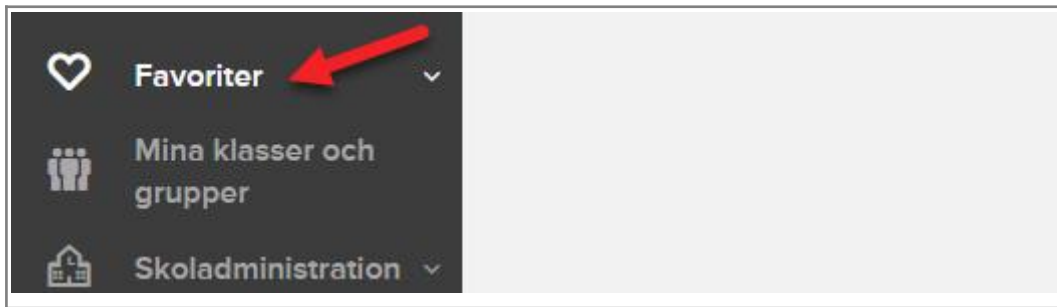 Favoriter
Mina klasser och
grupper
Skoladministration